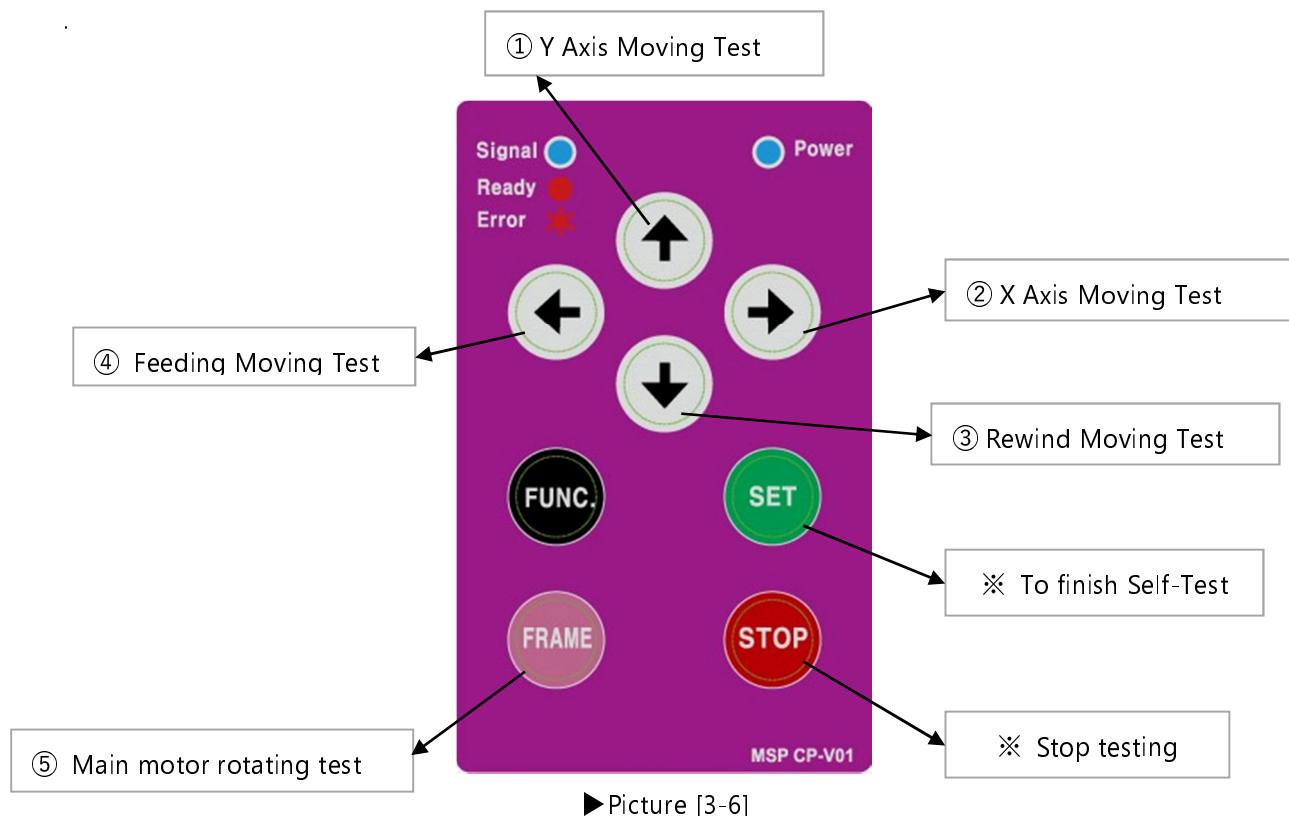 .
① Y Axis Moving Test
Signal
Power
Ready
Error
② X Axis Moving Test
④ Feeding Moving Test
③ Rewind Moving Test
FUNC.
SET
※ To finish Self-Test
FRAME
STOP
※ Stop testing
⑤ Main motor rotating test
MSP CP-V01
▶Picture [3-6]